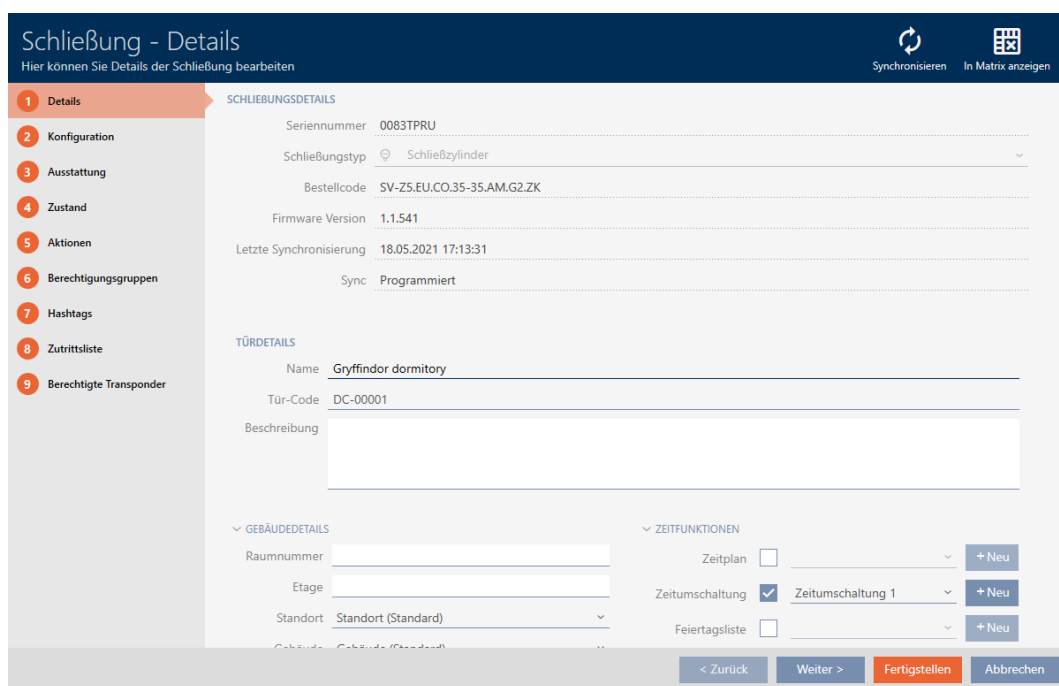 Schließung - Details
Hier können Sie Details der Schließung bearbeiten
Synchronisieren
In Matrix anzeigen
1 Details
2 Konfiguration
3 Ausstattung
4 Zustand
5 Aktionen
6 Berechtigungsgruppen
7 Hashtags
8 Zutrittsliste
9 Berechtigte Transponder
SCHLIEßUNGSDETAILS
Seriennummer 0083TPRU
Schließungstyp Schließzylinder
Bestellcode SV-Z5.EU.CO.35-35.AM.G2.ZK
Firmware Version 1.1.541
Letzte Synchronisierung 18.05.2021 17:13:31
Sync Programmiert
TÜRDETAILS
Name Gryffindor dormitory
Tür-Code DC-00001
Beschreibung
GEBÄUDEDETAILS
Raumnummer
Etage
Standort Standort (Standard)
Gebäude Gebäude (Standard)
ZEITFUNKTIONEN
Zeitplan + Neu
Zeitumschaltung Zeitumschaltung 1 + Neu
Feiertagsliste + Neu
< Zurück
Weiter >
Fertigstellen
Abbrechen